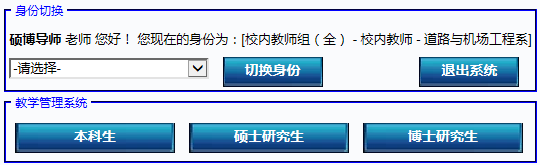 身份切换
硕博导师 老师 您好！ 您现在的身份为：[校内教师组（全） - 校内教师 - 道路与机场工程系]
-请选择- 切换身份 退出系统
教学管理系统
本科生 硕士研究生 博士研究生